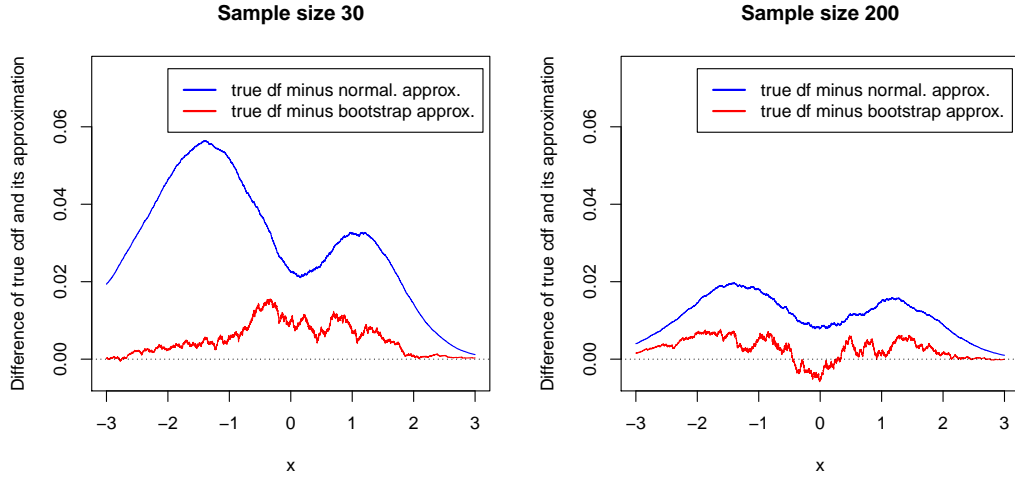 Sample size 30
true df minus normal. approx.
true df minus bootstrap approx.
Difference of true cdf and its approximation
0.00
0.02
0.04
0.06
−3
−2
−1
0
1
2
3
x
Sample size 200
true df minus normal. approx.
true df minus bootstrap approx.
Difference of true cdf and its approximation
0.00
0.02
0.04
0.06
−3
−2
−1
0
1
2
3
x